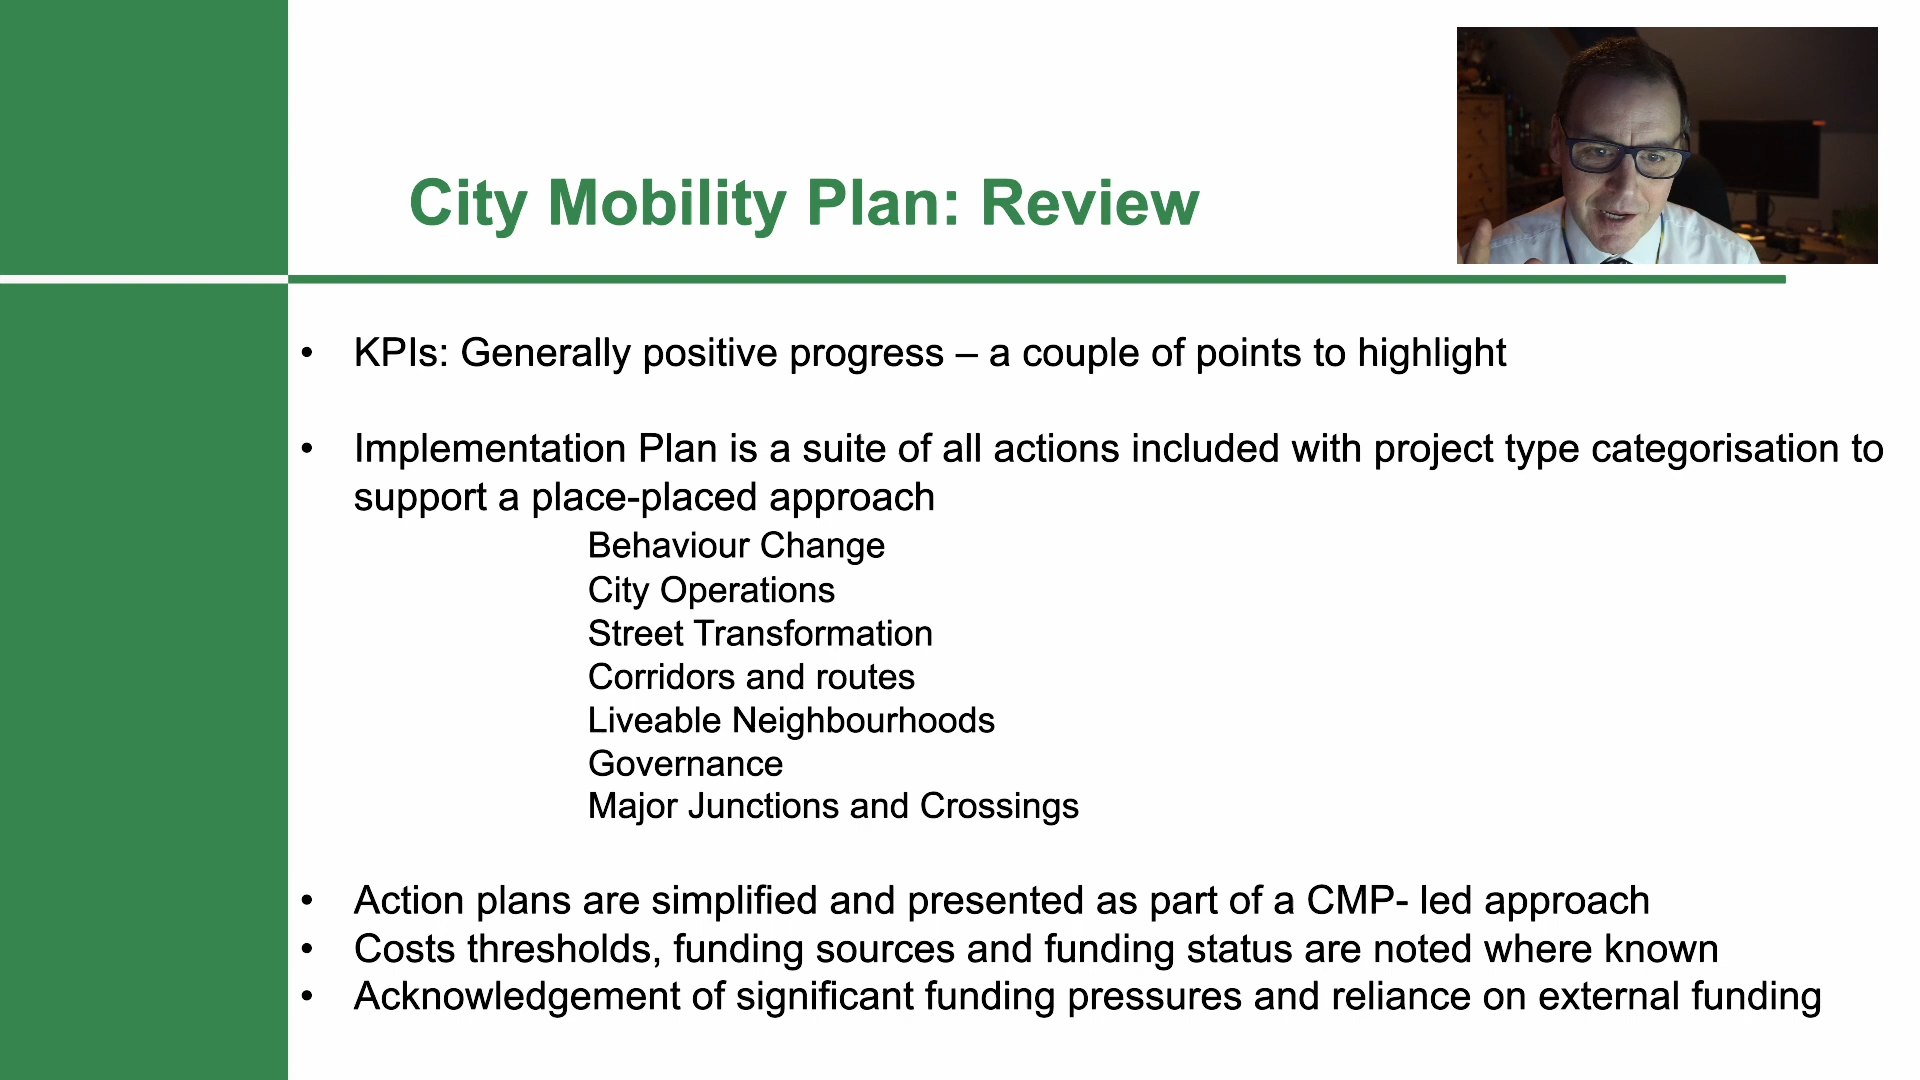 City Mobility Plan: Review
• KPIs: Generally positive progress – a couple of points to highlight
• Implementation Plan is a suite of all actions included with project type categorisation to
support a place-placed approach
Behaviour Change
City Operations
Street Transformation
Corridors and routes
Liveable Neighbourhoods
Governance
Major Junctions and Crossings
• Action plans are simplified and presented as part of a CMP- led approach
• Costs thresholds, funding sources and funding status are noted where known
• Acknowledgement of significant funding pressures and reliance on external funding